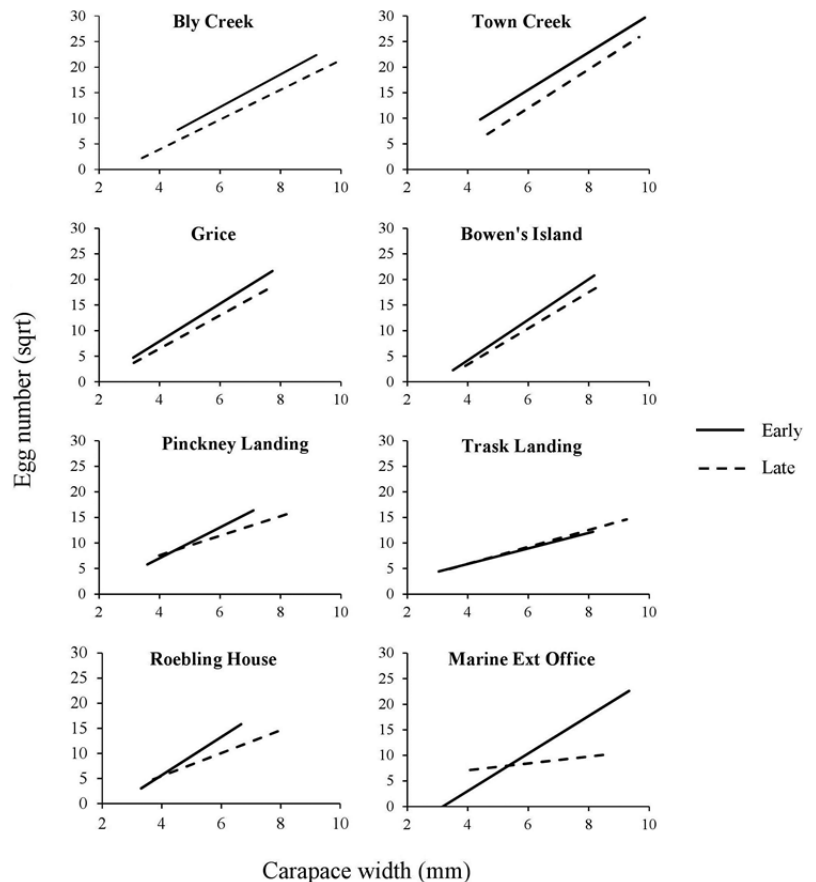 Bly Creek
30
25
20
15
10
5
0
2 4 6 8 10
Town Creek
30
25
20
15
10
5
0
2 4 6 8 10
Grice
30
25
20
15
10
5
0
2 4 6 8 10
Bowen's Island
30
25
20
15
10
5
0
2 4 6 8 10
Egg number (sqrt)
Early
Late
Pinckney Landing
30
25
20
15
10
5
0
2 4 6 8 10
Trask Landing
30
25
20
15
10
5
0
2 4 6 8 10
Roebling House
30
25
20
15
10
5
0
2 4 6 8 10
Marine Ext Office
30
25
20
15
10
5
0
2 4 6 8 10
Carapace width (mm)